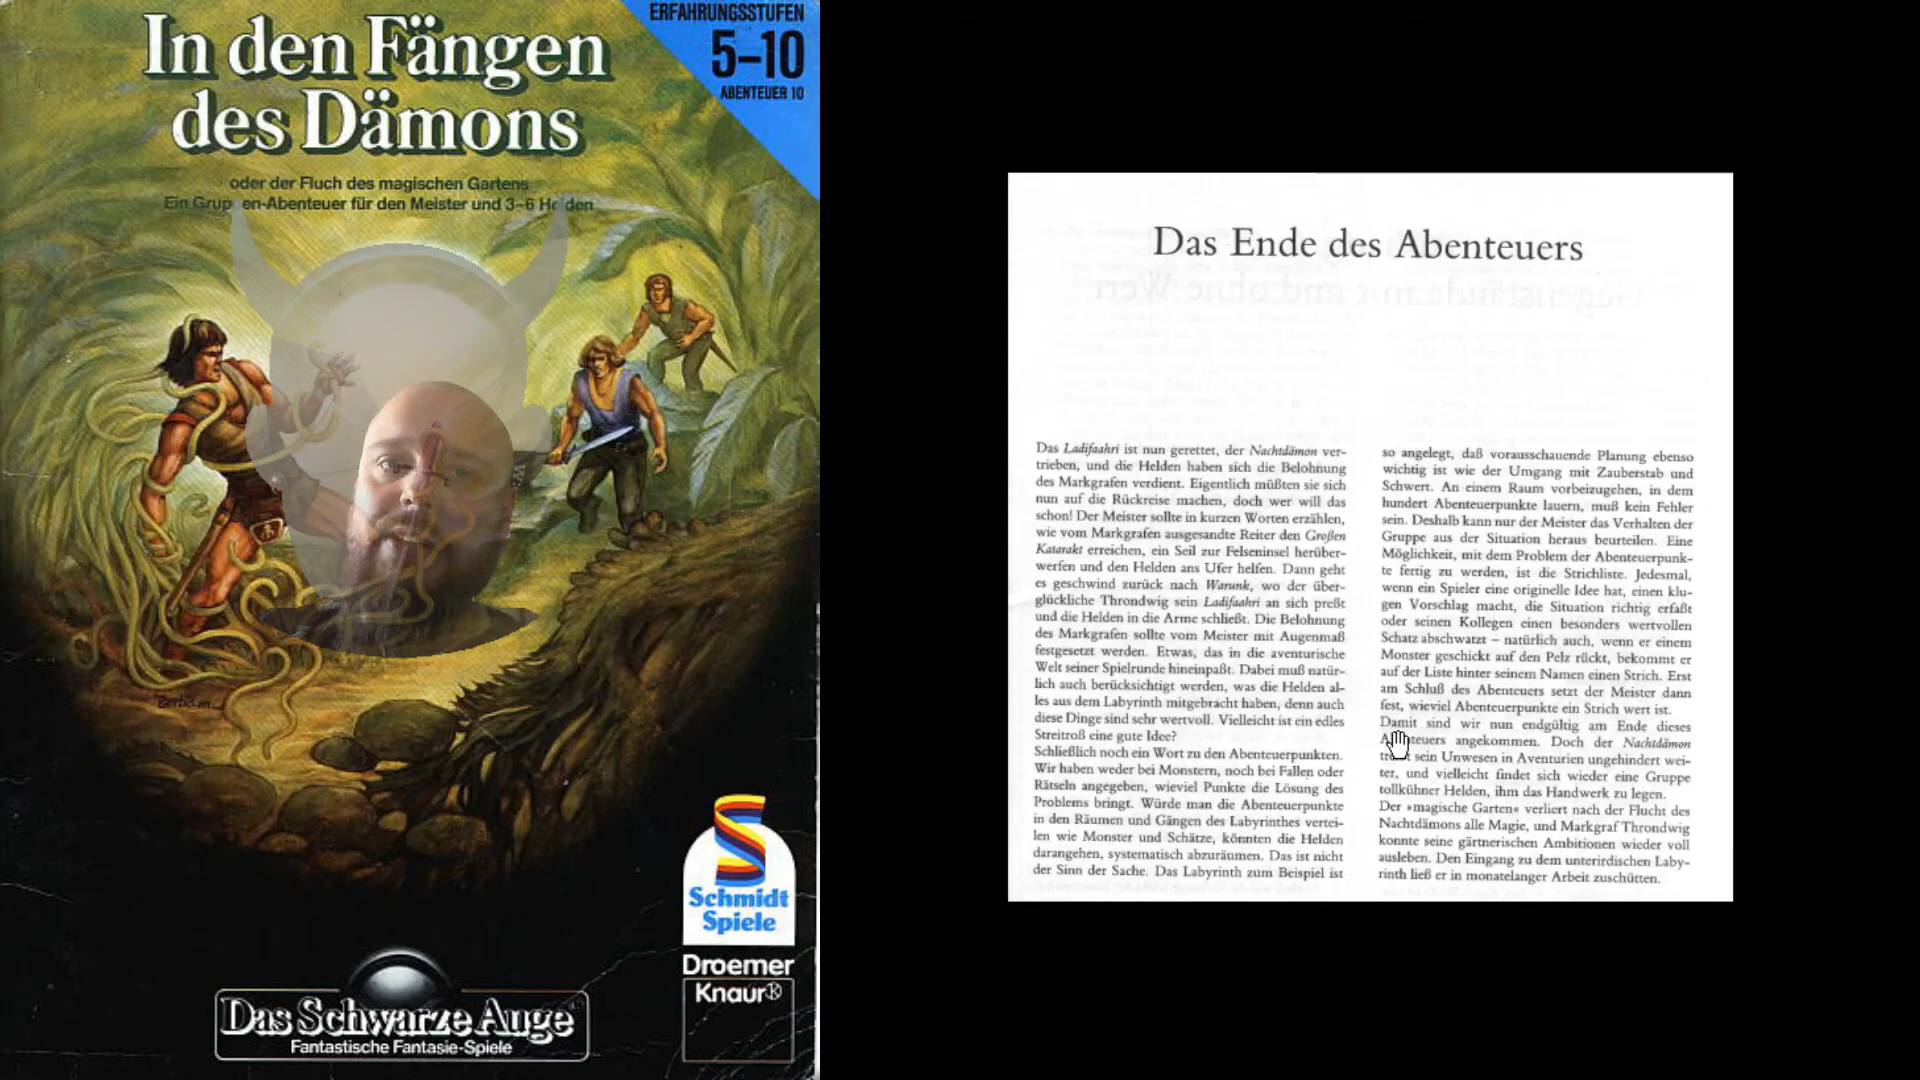 In den Fängen
des Dämons
oder der Fluch des magischen Gartens
Ein Gruppen-Abenteuer für den Meister und 3–6 Helden
ERFAHRUNGSSTUFEN
5–10
ABENTEUER 10
Schmidt
Spiele
Droemer
Knaur
Das Schwarze Auge
Fantastische Fantasie-Spiele
Das Ende des Abenteuers
Das Ladifaahri ist nun gerettet, der Nachtdämon ver-
trieben, und die Helden haben sich die Belohnung
des Markgrafen verdient. Eigentlich müßten sie sich
nun auf die Rückreise machen, doch wer will das
schon! Der Meister sollte in kurzen Worten erzählen,
wie vom Markgrafen ausgesandte Reiter den Großen
Katarakt erreichen, ein Seil zur Felseninsel herüber-
werfen und den Helden ans Ufer helfen. Dann geht
es geschwind zurück nach Warunk, wo der über-
glückliche Throndwig sein Ladifaahri an sich preßt
und die Helden in die Arme schließt. Die Belohnung
des Markgrafen sollte vom Meister mit Augenmaß
festgesetzt werden. Etwas, das in die aventurische
Welt seiner Spielrunde hineinpaßt. Dabei muß natür-
lich auch berücksichtigt werden, was die Helden al-
les aus dem Labyrinth mitgebracht haben, denn auch
diese Dinge sind sehr wertvoll. Vielleicht ist ein edles
Streitroß eine gute Idee?
Schließlich noch ein Wort zu den Abenteuerpunkten.
Wir haben weder bei Monstern, noch bei Fallen oder
Rätseln angegeben, wieviel Punkte die Lösung des
Problems bringt. Würde man die Abenteuerpunkte
in den Räumen und Gängen des Labyrinthes vertei-
len wie Monster und Schätze, könnten die Helden
darangehen, systematisch abzuräumen. Das ist nicht
der Sinn der Sache. Das Labyrinth zum Beispiel ist
so angelegt, daß vorausschauende Planung ebenso
wichtig ist wie der Umgang mit Zauberstab und
Schwert. An einem Raum vorbeizugehen, in dem
hundert Abenteuerpunkte lauern, muß kein Fehler
sein. Deshalb kann nur der Meister das Verhalten der
Gruppe aus der Situation heraus beurteilen. Eine
Möglichkeit, mit dem Problem der Abenteuerpunk-
te fertig zu werden, ist die Strichliste. Jedesmal,
wenn ein Spieler eine originelle Idee hat, einen klu-
gen Vorschlag macht, die Situation richtig erfaßt
oder seinen Kollegen einen besonders wertvollen
Schatz abschwatzt – natürlich auch, wenn er einem
Monster geschickt auf den Pelz rückt, bekommt er
auf der Liste hinter seinem Namen einen Strich. Erst
am Schluß des Abenteuers setzt der Meister dann
fest, wieviel Abenteuerpunkte ein Strich wert ist.
Damit sind wir nun endgültig am Ende dieses
Abenteuers angekommen. Doch der Nachtdämon
treibt sein Unwesen in Aventurien ungehindert wei-
ter, und vielleicht findet sich wieder eine Gruppe
tollkühner Helden, ihm das Handwerk zu legen.
Der »magische Garten« verliert nach der Flucht des
Nachtdämons alle Magie, und Markgraf Throndwig
konnte seine gärtnerischen Ambitionen wieder voll
ausleben. Den Eingang zu dem unterirdischen Laby-
rinth ließ er in monatelanger Arbeit zuschütten.